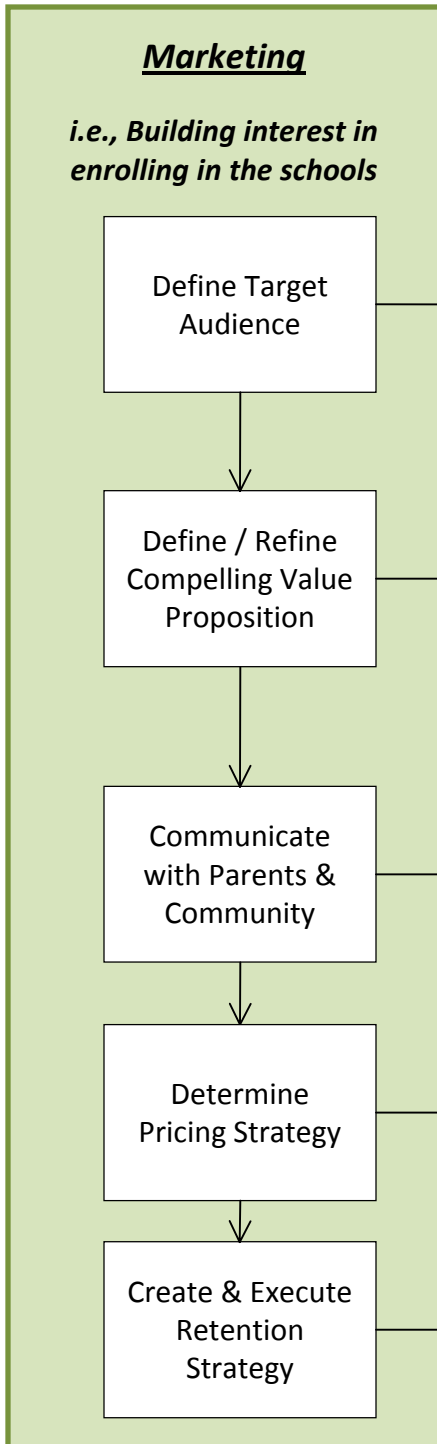 Marketing
i.e., Building interest in
enrolling in the schools
Define Target
Audience
Define / Refine
Compelling Value
Proposition
Communicate
with Parents &
Community
Determine
Pricing Strategy
Create & Execute
Retention
Strategy